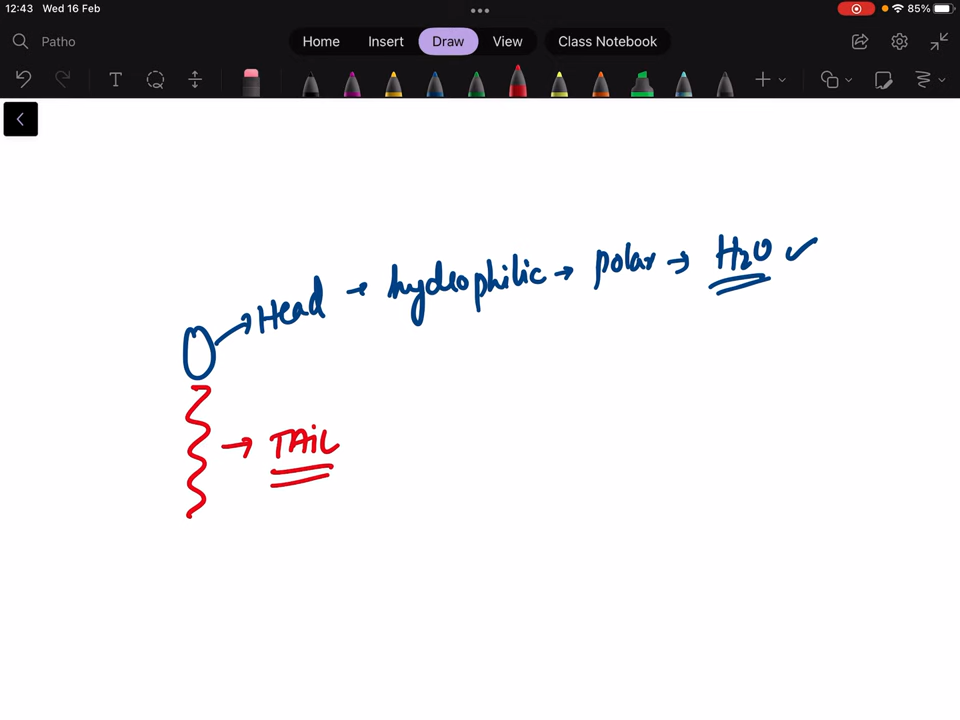 12:43 Wed 16 Feb
85%
Patho
Home Insert Draw View Class Notebook
T
Head → hydrophilic → polar → H2O ✓
→ TAiL